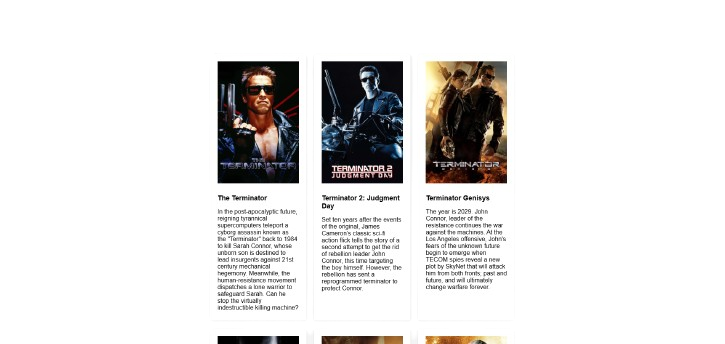 THE
TERMINATOR
TERMINATOR 2
JUDGMENT DAY
TERMINATOR
The Terminator
In the post-apocalyptic future,
reigning tyrannical
supercomputers teleport a
cyborg assassin known as
the "Terminator" back to 1984
to kill Sarah Connor, whose
unborn son is destined to
lead insurgents against 21st
century mechanical
hegemony. Meanwhile, the
human-resistance movement
dispatches a lone warrior to
safeguard Sarah. Can he
stop the virtually
indestructible killing machine?
Terminator 2: Judgment
Day
Set ten years after the events
of the original, James
Cameron's classic sci-fi
action flick tells the story of a
second attempt to get the rid
of rebellion leader John
Connor, this time targeting
the boy himself. However, the
rebellion has sent a
reprogrammed terminator to
protect Connor.
Terminator Genisys
The year is 2029. John
Connor, leader of the
resistance continues the war
against the machines. At the
Los Angeles offensive, John's
fears of the unknown future
begin to emerge when
TECOM spies reveal a new
plot by SkyNet that will attack
him from both fronts; past and
future, and will ultimately
change warfare forever.